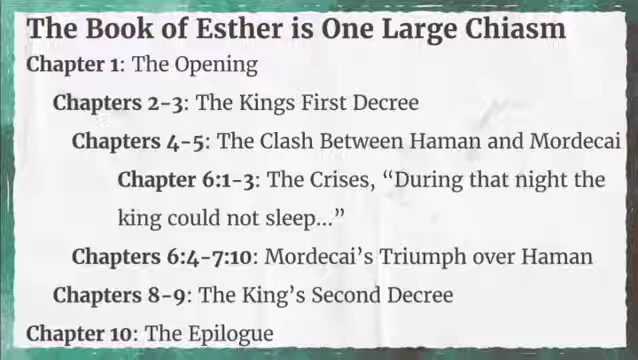 The Book of Esther is One Large Chiasm
Chapter 1: The Opening
Chapters 2-3: The Kings First Decree
Chapters 4-5: The Clash Between Haman and Mordecai
Chapter 6:1-3: The Crises, “During that night the
king could not sleep...”
Chapters 6:4-7:10: Mordecai’s Triumph over Haman
Chapters 8-9: The King’s Second Decree
Chapter 10: The Epilogue